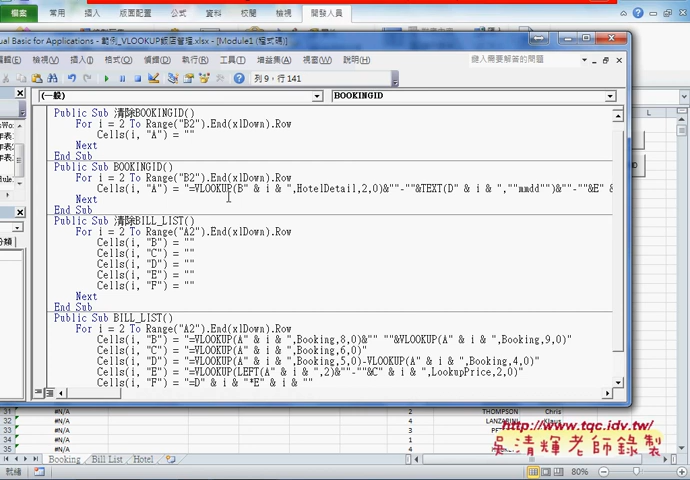 檔案 常用 插入 版面配置 公式 資料 校閱 檢視 開發人員
ual Basic for Applications - 範例_VLOOKUP飯店管理.xlsx - [Module1 (程式碼)]
檢視(V) 插入(I) 格式(O) 偵錯(D) 執行(R) 工具(T) 增益集(A) 視窗(W) 說明(H) 鍵入需要解答的問題
列 9，行 141
(一般) BOOKINGID
Public Sub 清除BOOKINGID()
For i = 2 To Range("B2").End(xlDown).Row
Cells(i, "A") = ""
Next
End Sub
Public Sub BOOKINGID()
For i = 2 To Range("B2").End(xlDown).Row
Cells(i, "A") = "=VLOOKUP(B" & i & ",HotelDetail,2,0)&""-""&TEXT(D" & i & ",""mmdd"")&""-""&E" &
Next
End Sub
Public Sub 清除BILL_LIST()
For i = 2 To Range("A2").End(xlDown).Row
Cells(i, "B") = ""
Cells(i, "C") = ""
Cells(i, "D") = ""
Cells(i, "E") = ""
Cells(i, "F") = ""
Next
End Sub
Public Sub BILL_LIST()
For i = 2 To Range("A2").End(xlDown).Row
Cells(i, "B") = "=VLOOKUP(A" & i & ",Booking,8,0)&"" ""&VLOOKUP(A" & i & ",Booking,9,0)"
Cells(i, "C") = "=VLOOKUP(A" & i & ",Booking,6,0)"
Cells(i, "D") = "=VLOOKUP(A" & i & ",Booking,5,0)-VLOOKUP(A" & i & ",Booking,4,0)"
Cells(i, "E") = "=VLOOKUP(LEFT(A" & i & ",2)&""-""&C" & i & ",LookupPrice,2,0)"
Cells(i, "F") = "=D" & i & "*E" & i & ""
L
31 #N/A 2 THOMPSON Chris
32 #N/A 4 LANZARINI Klara
33 #N/A 3
34 #N/A 1
35 #N/A 4
http://www.tqc.idv.tw/
吳清輝老師錄製
Booking Bill List Hotel
就緒 80%